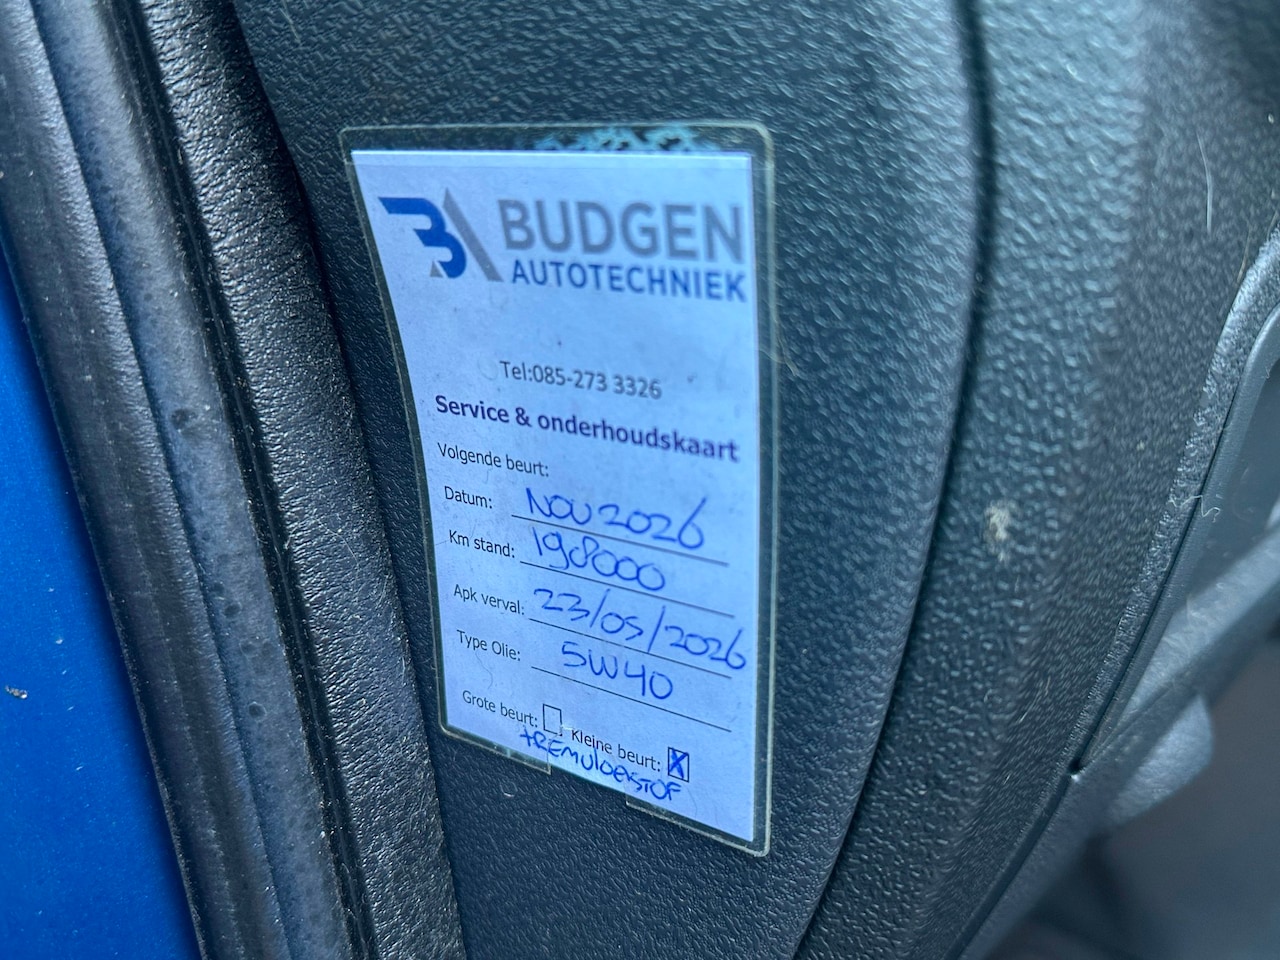 BA BUDGEN
AUTOTECHNIEK
Tel:085-273 3326
Service & onderhoudskaart
Volgende beurt:
Datum: NOV 2026
Km stand: 198000
Apk verval: 23/05/2026
Type Olie: 5W40
Grote beurt: Kleine beurt: X
+REMVLOEISTOF